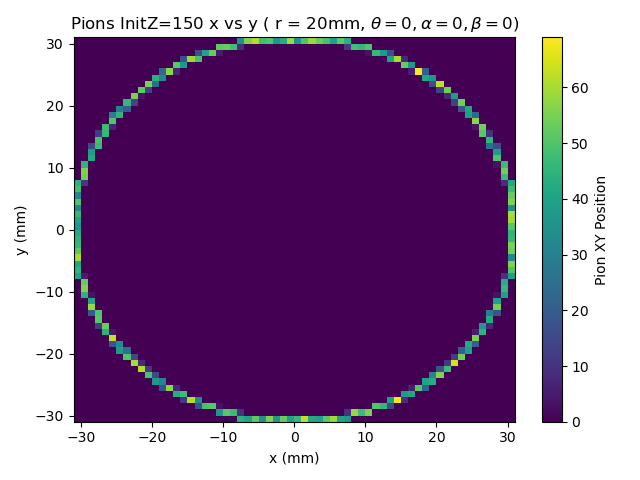 Pions InitZ=150 x vs y ( r = 20mm, θ = 0, α = 0, β = 0)
30
20
10
0
−10
−20
−30
y (mm)
−30 −20 −10 0 10 20 30
x (mm)
60
50
40
30
20
10
0
Pion XY Position